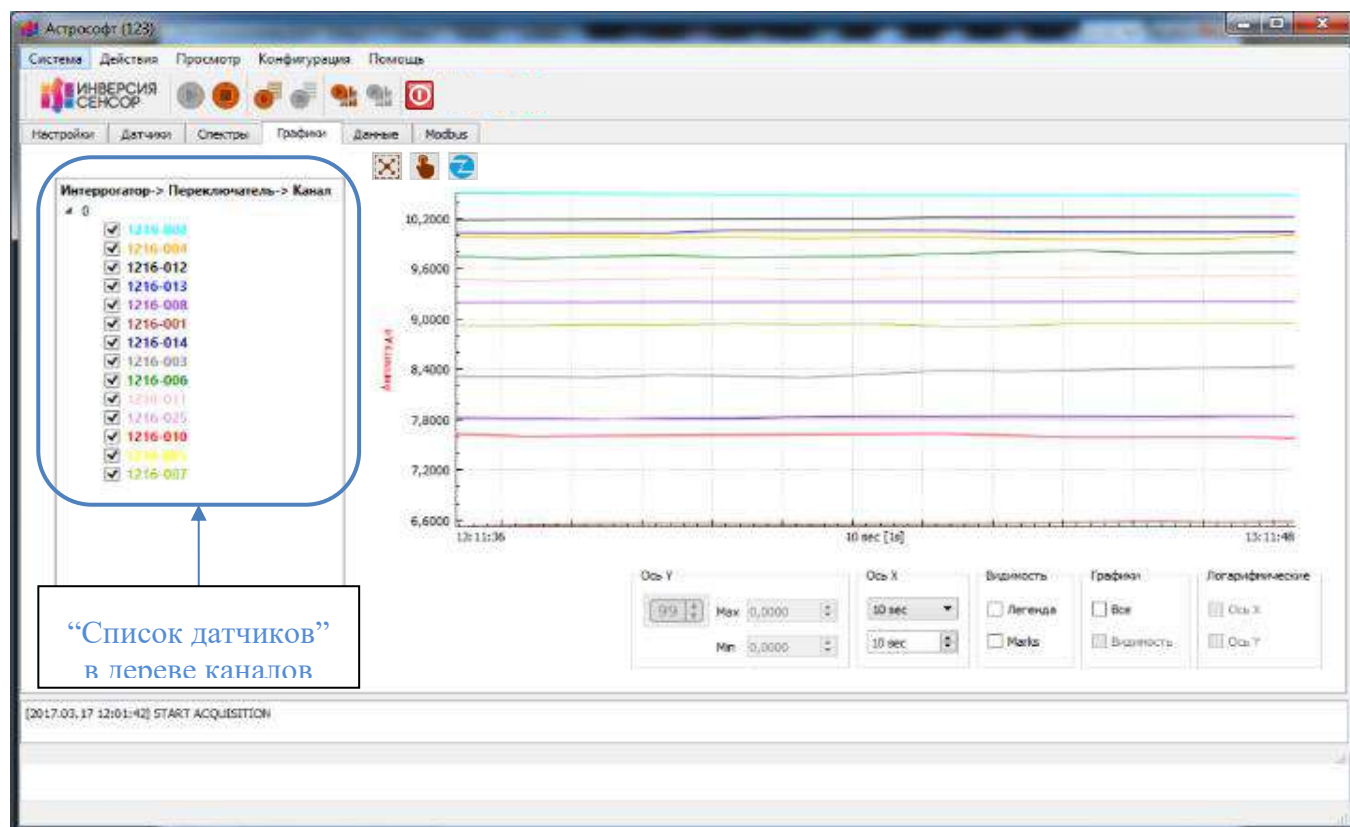 Астрософт (123)
Система Действия Просмотр Конфигурация Помощь
ИНВЕРСИЯ
СЕНСОР
Настройки Датчики Спектры Графики Данные Modbus
Интеррогатор-> Переключатель-> Канал
0
1216-002
1216-004
1216-012
1216-013
1216-008
1216-001
1216-014
1216-003
1216-006
1216-011
1216-025
1216-010
1216-007
10,2000
9,6000
9,0000
8,4000
7,8000
7,2000
6,6000
Амплитуда
13:11:36 10 sec [1s] 13:11:48
Ось Y Ось X Видимость Графики Логарифмические
99 Max 0,0000 10 sec Легенда Все Ось X
Min 0,0000 10 sec Marks Видимость Ось Y
“Список датчиков”
в дереве каналов
[2017.03.17 12:01:42] START ACQUISITION